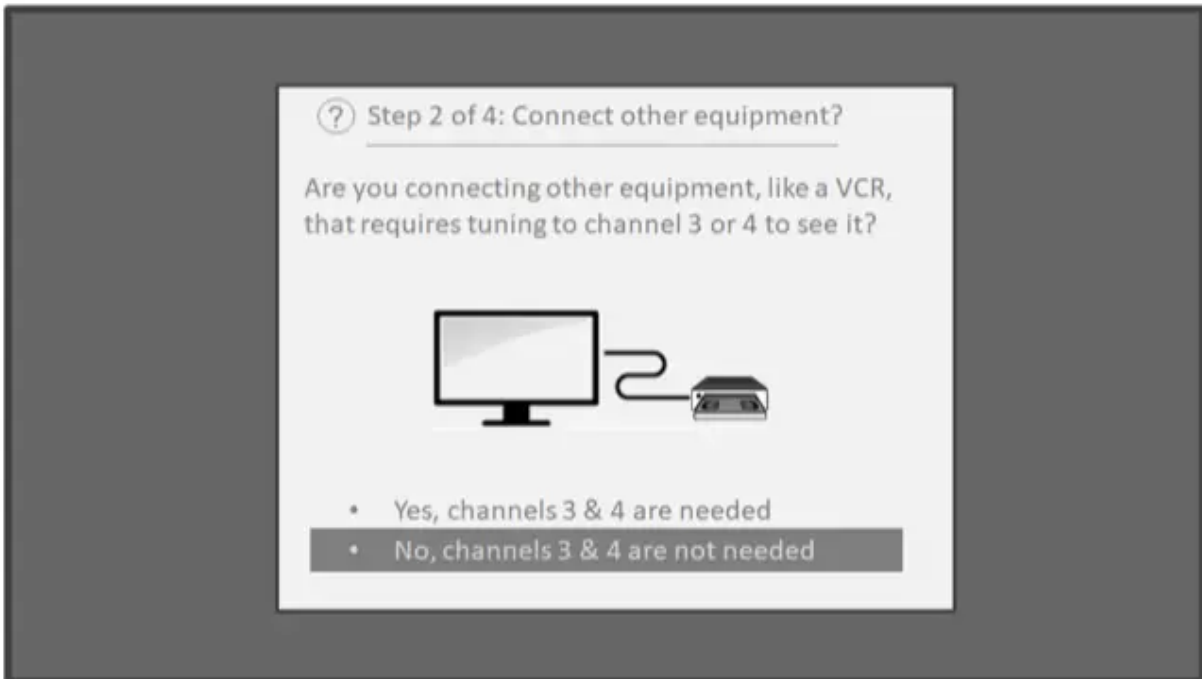 ? Step 2 of 4: Connect other equipment?
Are you connecting other equipment, like a VCR,
that requires tuning to channel 3 or 4 to see it?
• Yes, channels 3 & 4 are needed
• No, channels 3 & 4 are not needed